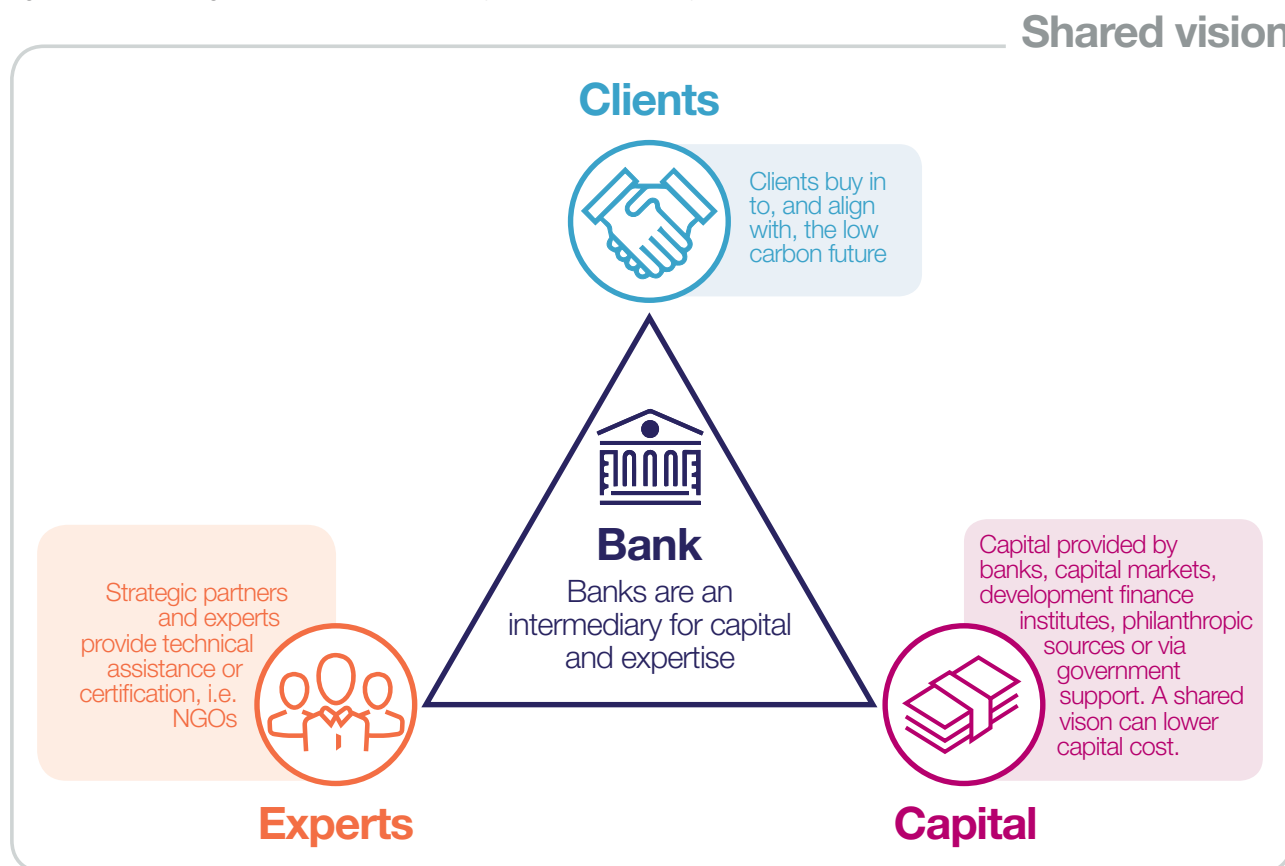 Shared vision
Clients
Clients buy in
to, and align
with, the low
carbon future
Bank
Banks are an
intermediary for capital
and expertise
Strategic partners
and experts
provide technical
assistance or
certification, i.e.
NGOs
Experts
Capital provided by
banks, capital markets,
development finance
institutes, philanthropic
sources or via
government
support. A shared
vison can lower
capital cost.
Capital